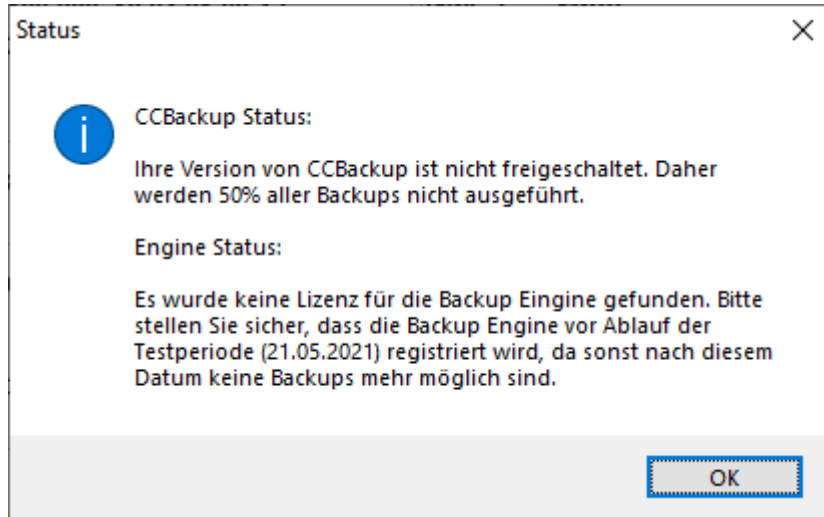 Status
CCBackup Status:
Ihre Version von CCBackup ist nicht freigeschaltet. Daher
werden 50% aller Backups nicht ausgeführt.
Engine Status:
Es wurde keine Lizenz für die Backup Eingine gefunden. Bitte
stellen Sie sicher, dass die Backup Engine vor Ablauf der
Testperiode (21.05.2021) registriert wird, da sonst nach diesem
Datum keine Backups mehr möglich sind.
OK